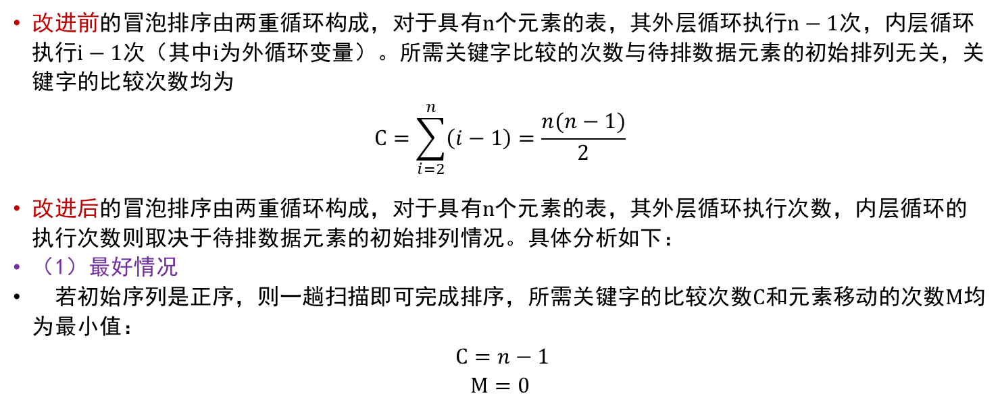 • 改进前的冒泡排序由两重循环构成，对于具有n个元素的表，其外层循环执行n − 1次，内层循环
执行i − 1次（其中i为外循环变量）。所需关键字比较的次数与待排数据元素的初始排列无关，关
键字的比较次数均为
C = \sum_{i=2}^{n} (i − 1) = \frac{n(n − 1)}{2}
• 改进后的冒泡排序由两重循环构成，对于具有n个元素的表，其外层循环执行次数，内层循环的
执行次数则取决于待排数据元素的初始排列情况。具体分析如下：
• （1）最好情况
• 若初始序列是正序，则一趟扫描即可完成排序，所需关键字的比较次数C和元素移动的次数M均
为最小值：
C = n − 1
M = 0